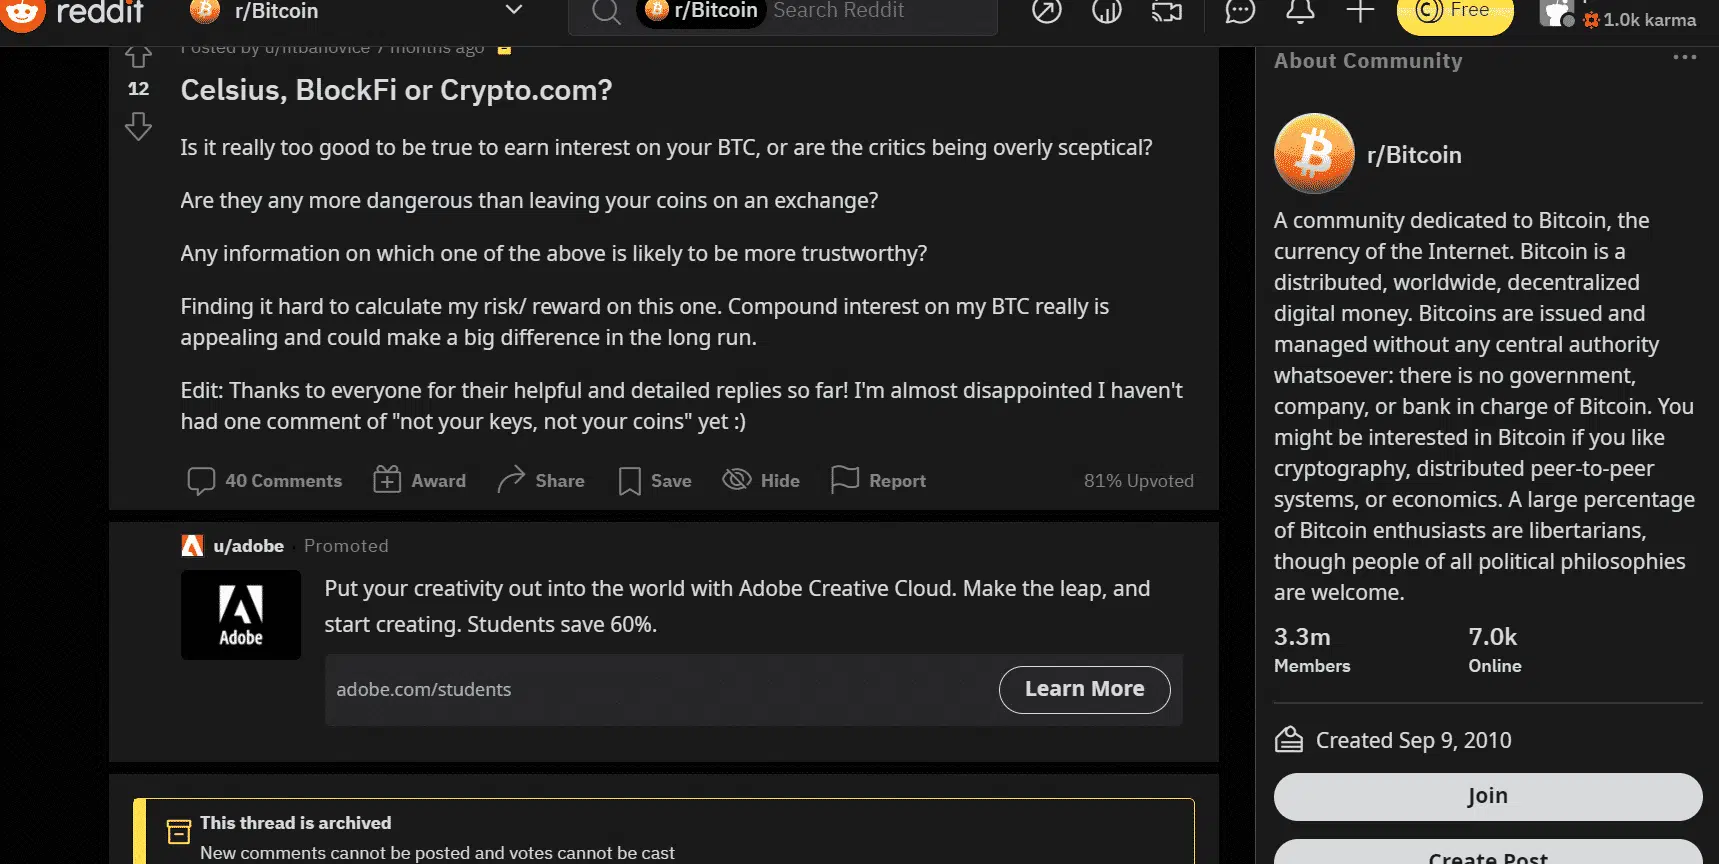 reddit
r/Bitcoin
r/Bitcoin Search Reddit
Free
1.0k karma
Posted by u/fitbanovice 7 months ago
12
Celsius, BlockFi or Crypto.com?
Is it really too good to be true to earn interest on your BTC, or are the critics being overly sceptical?
Are they any more dangerous than leaving your coins on an exchange?
Any information on which one of the above is likely to be more trustworthy?
Finding it hard to calculate my risk/ reward on this one. Compound interest on my BTC really is
appealing and could make a big difference in the long run.
Edit: Thanks to everyone for their helpful and detailed replies so far! I'm almost disappointed I haven't
had one comment of "not your keys, not your coins" yet :)
40 Comments Award Share Save Hide Report 81% Upvoted
u/adobe · Promoted
Adobe
Put your creativity out into the world with Adobe Creative Cloud. Make the leap, and
start creating. Students save 60%.
adobe.com/students
Learn More
This thread is archived
New comments cannot be posted and votes cannot be cast
About Community
r/Bitcoin
A community dedicated to Bitcoin, the
currency of the Internet. Bitcoin is a
distributed, worldwide, decentralized
digital money. Bitcoins are issued and
managed without any central authority
whatsoever: there is no government,
company, or bank in charge of Bitcoin. You
might be interested in Bitcoin if you like
cryptography, distributed peer-to-peer
systems, or economics. A large percentage
of Bitcoin enthusiasts are libertarians,
though people of all political philosophies
are welcome.
3.3m 7.0k
Members Online
Created Sep 9, 2010
Join
Create Post